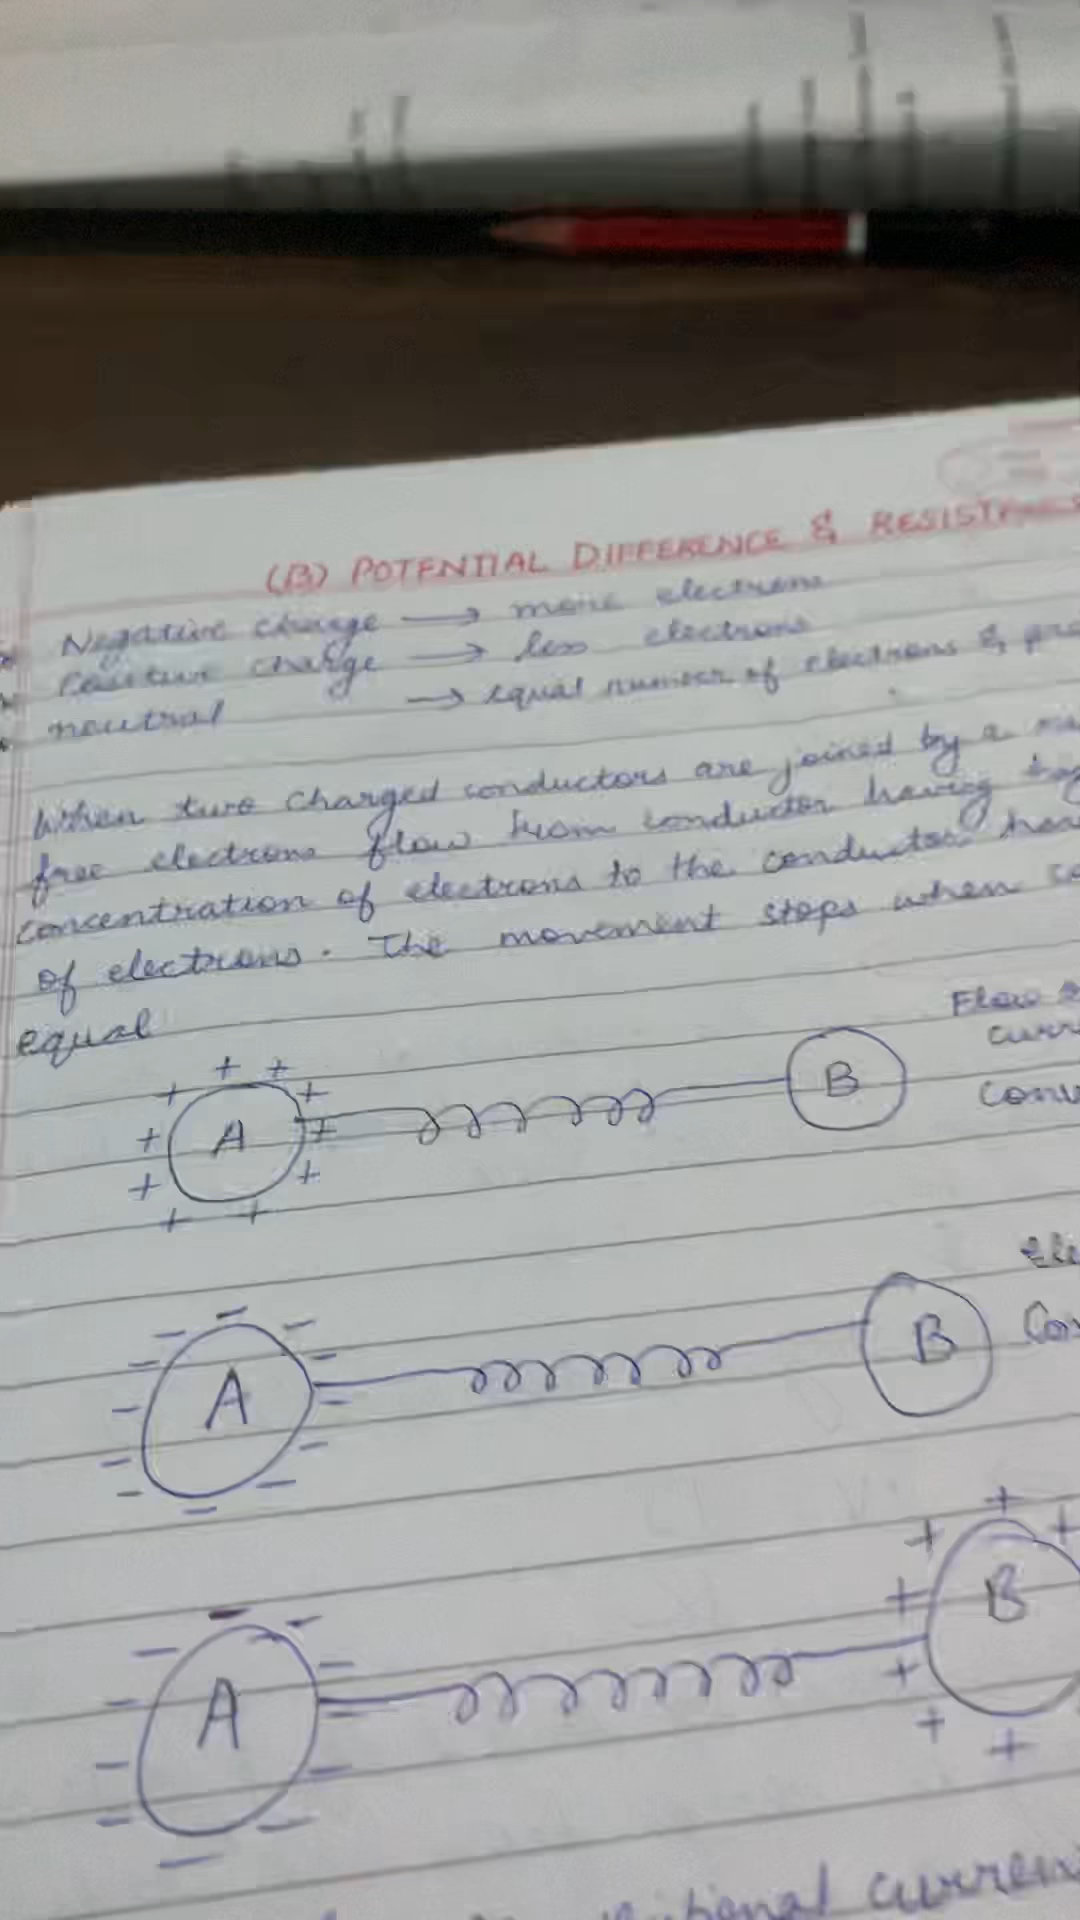 (B) POTENTIAL DIFFERENCE & RESISTANCE
Negative charge → more electrons
Positive charge → less electrons
neutral → equal number of electrons &
When two charged conductors are joined by a
free electrons flow from conductor having
concentration of electrons to the conductor
of electrons. The movement stops when
equal
Flow
+ + + + + + + + + + +
A B
A B
+ + + + + + +
A B
current